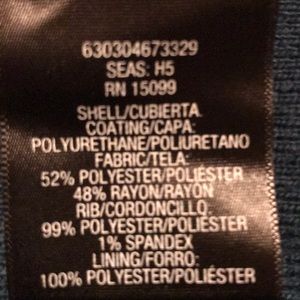 630304673329
SEAS: H5
RN 15099
SHELL/CUBIERTA.
COATING/CAPA:
POLYURETHANE/POLIURETANO
FABRIC/TELA:
52% POLYESTER/POLIÉSTER
48% RAYON/RAYÓN
RIB/CORDONCILLO:
99% POLYESTER/POLIÉSTER
1% SPANDEX
LINING/FORRO:
100% POLYESTER/POLIÉSTER